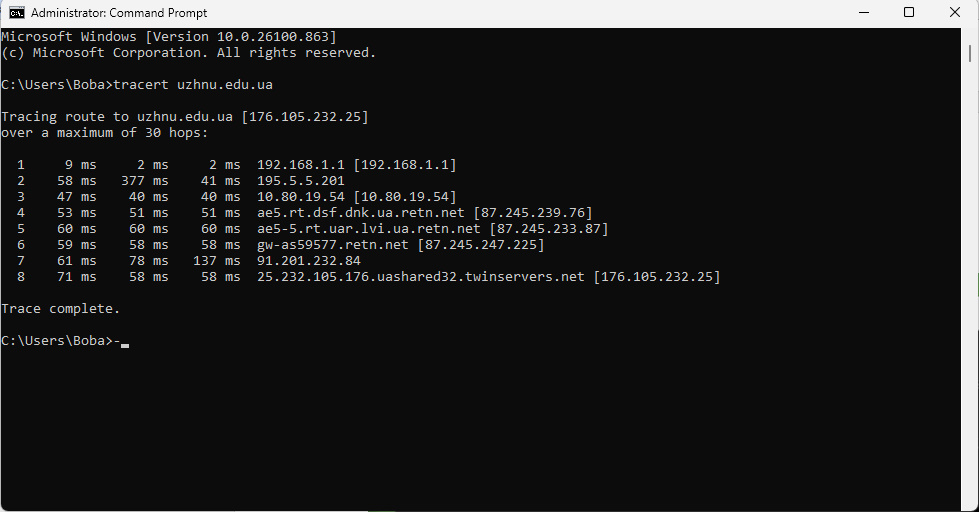 Administrator: Command Prompt
Microsoft Windows [Version 10.0.26100.863]
(c) Microsoft Corporation. All rights reserved.
C:\Users\Boba>tracert uzhnu.edu.ua
Tracing route to uzhnu.edu.ua [176.105.232.25]
over a maximum of 30 hops:
  1     9 ms     2 ms     2 ms  192.168.1.1 [192.168.1.1]
  2    58 ms   377 ms    41 ms  195.5.5.201
  3    47 ms    40 ms    40 ms  10.80.19.54 [10.80.19.54]
  4    53 ms    51 ms    51 ms  ae5.rt.dsf.dnk.ua.retn.net [87.245.239.76]
  5    60 ms    60 ms    60 ms  ae5-5.rt.uar.lvi.ua.retn.net [87.245.233.87]
  6    59 ms    58 ms    58 ms  gw-as59577.retn.net [87.245.247.225]
  7    61 ms    78 ms   137 ms  91.201.232.84
  8    71 ms    58 ms    58 ms  25.232.105.176.uashared32.twinservers.net [176.105.232.25]
Trace complete.
C:\Users\Boba>-